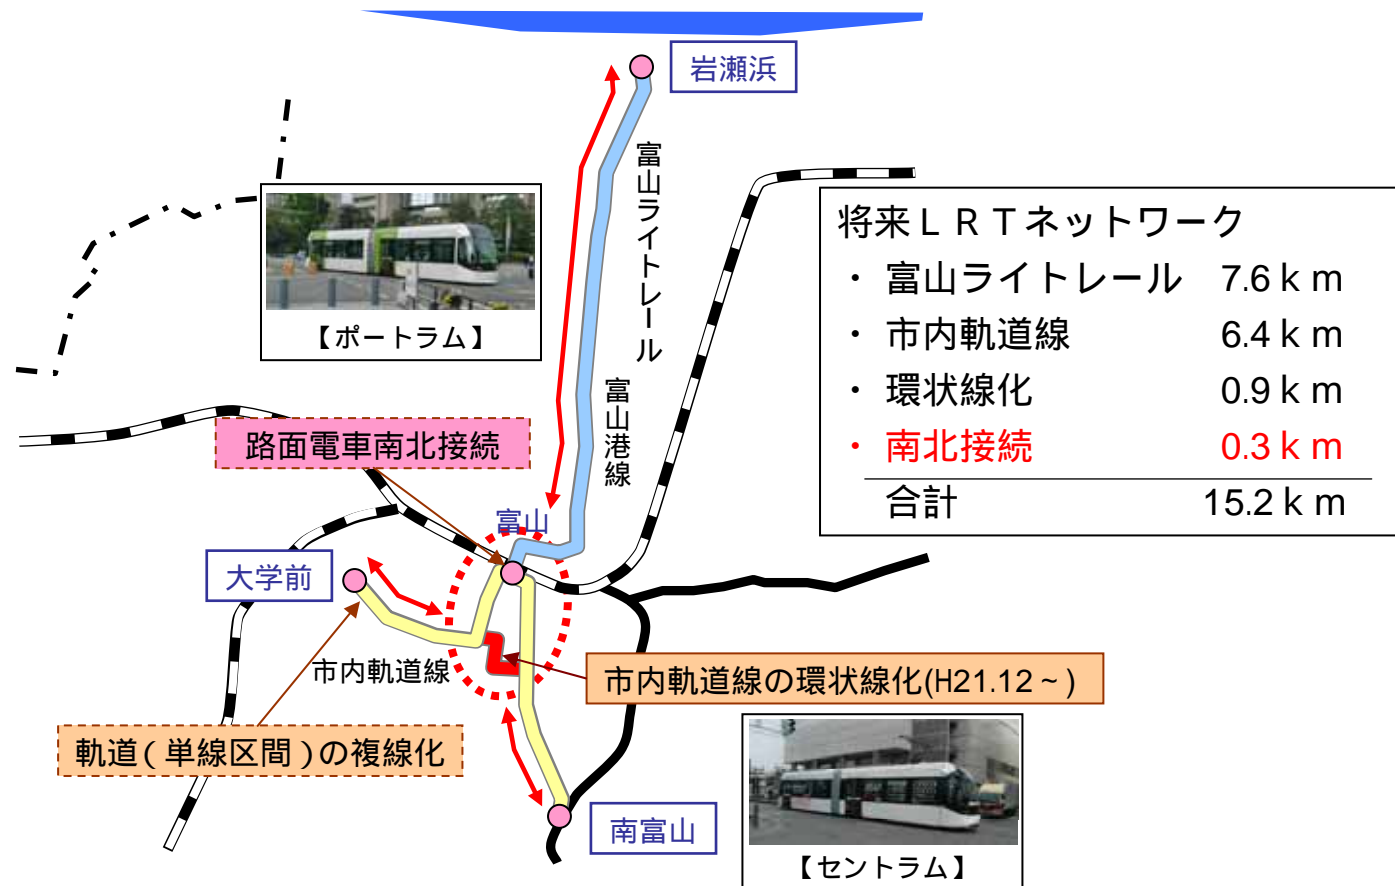 岩瀬浜
富山ライトレール
富山港線
【ポートラム】
将来ＬＲＴネットワーク
・ 富山ライトレール 7.6ｋｍ
・ 市内軌道線 6.4ｋｍ
・ 環状線化 0.9ｋｍ
・ 南北接続 0.3ｋｍ
合計 15.2ｋｍ
路面電車南北接続
富山
大学前
市内軌道線
市内軌道線の環状線化(H21.12～)
軌道(単線区間)の複線化
南富山
【セントラム】